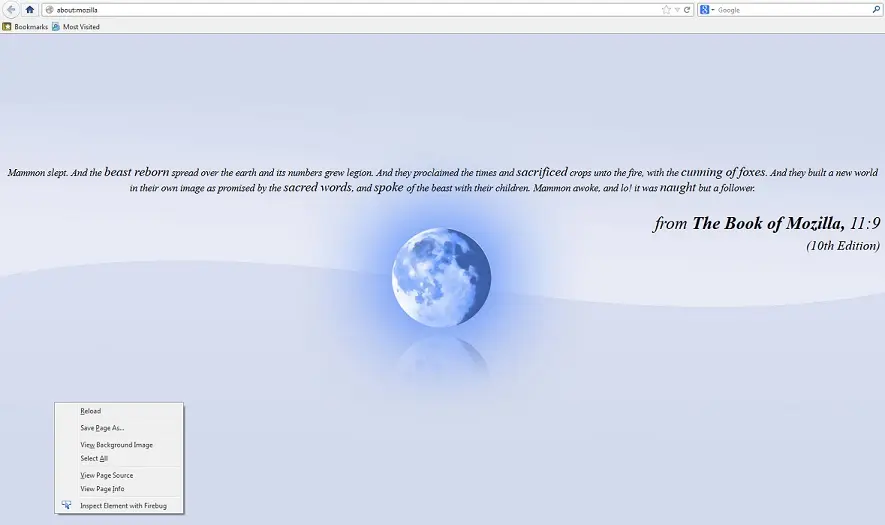 about:mozilla
Google
Bookmarks Most Visited
Mammon slept. And the beast reborn spread over the earth and its numbers grew legion. And they proclaimed the times and sacrificed crops unto the fire, with the cunning of foxes. And they built a new world
in their own image as promised by the sacred words, and spoke of the beast with their children. Mammon awoke, and lo! it was naught but a follower.
from The Book of Mozilla, 11:9
(10th Edition)
Reload
Save Page As...
View Background Image
Select All
View Page Source
View Page Info
Inspect Element with Firebug